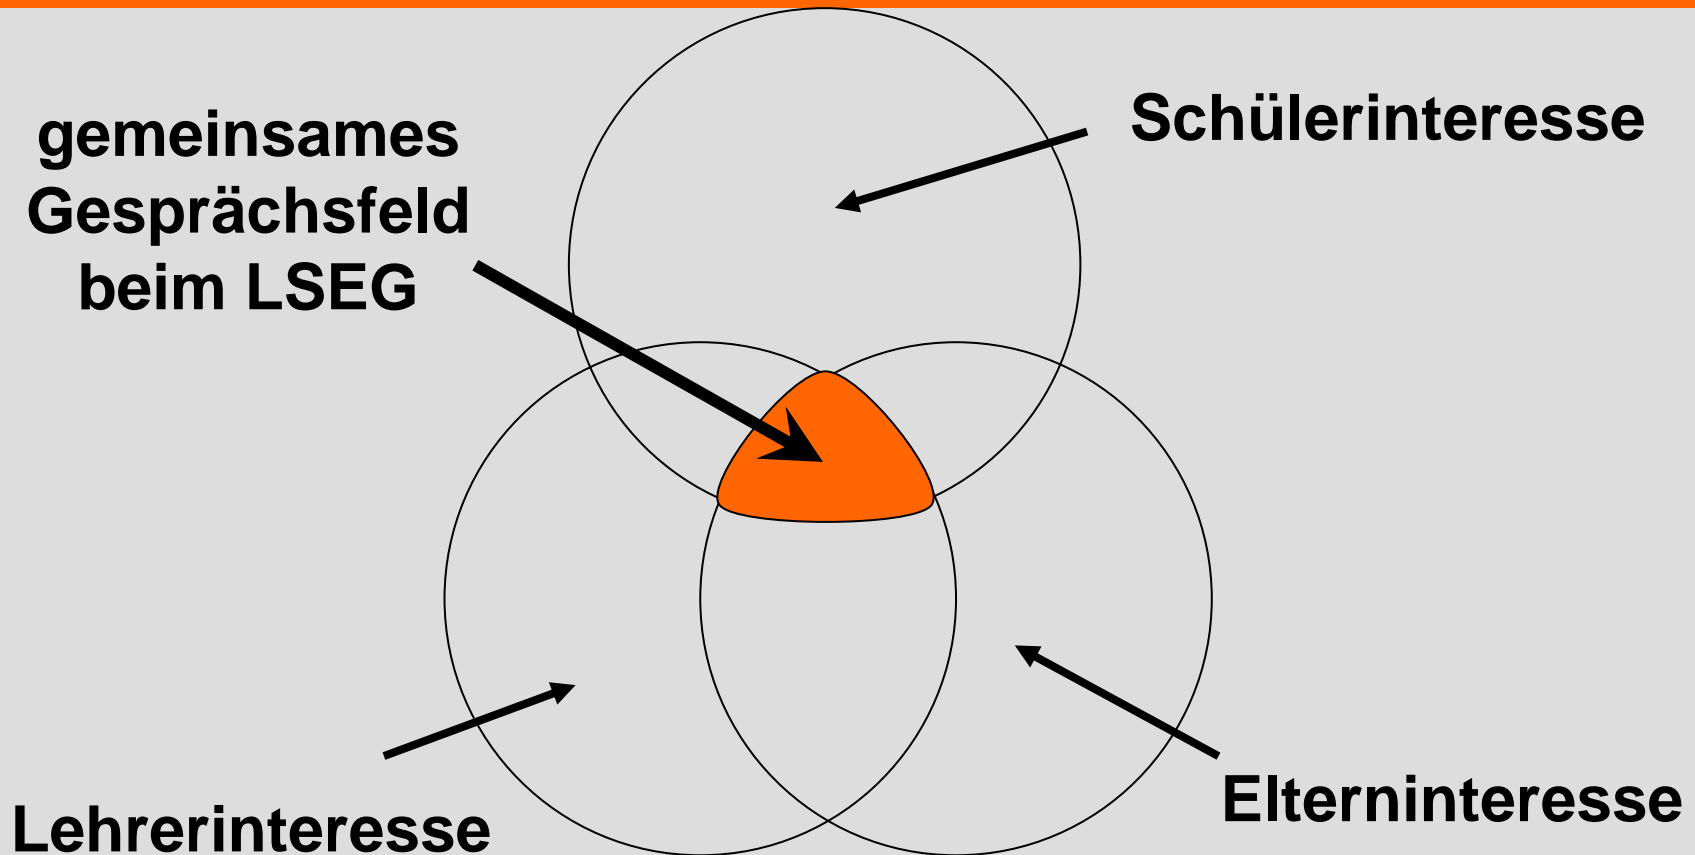 gemeinsames
Gesprächsfeld
beim LSEG
Schülerinteresse
Lehrerinteresse
Elterninteresse